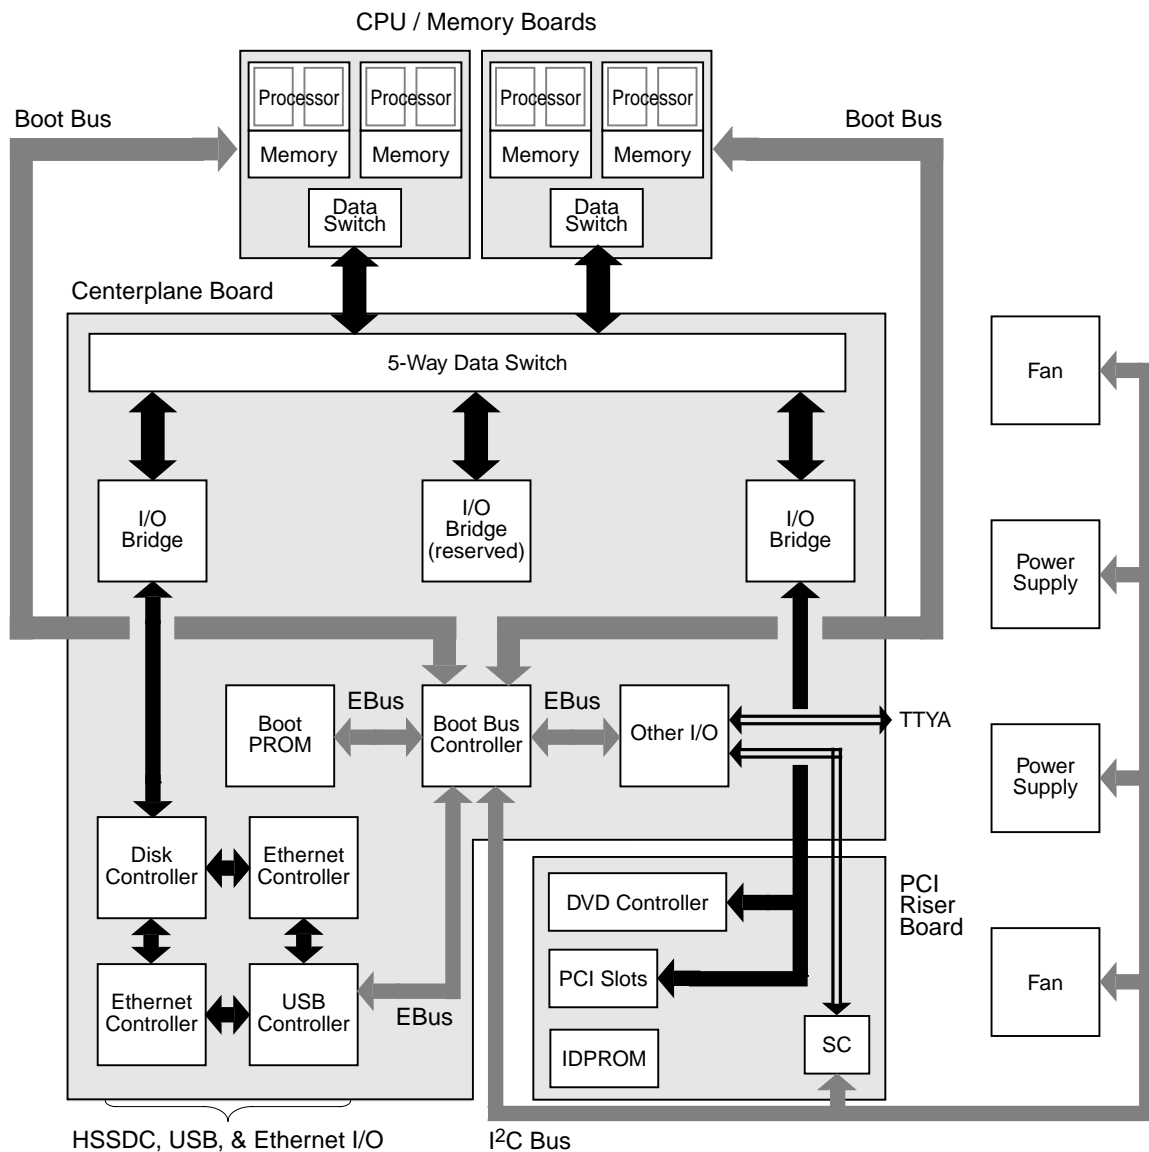 CPU / Memory Boards
Processor
Processor
Processor
Processor
Boot Bus
Boot Bus
Memory
Memory
Memory
Memory
Data
Switch
Data
Switch
Centerplane Board
5-Way Data Switch
Fan
I/O
Bridge
I/O
Bridge
(reserved)
I/O
Bridge
Power
Supply
EBus
EBus
Boot
PROM
Boot Bus
Controller
Other I/O
TTYA
Power
Supply
Disk
Controller
Ethernet
Controller
PCI
Riser
Board
DVD Controller
PCI Slots
Fan
Ethernet
Controller
USB
Controller
EBus
IDPROM
SC
HSSDC, USB, & Ethernet I/O
I²C Bus